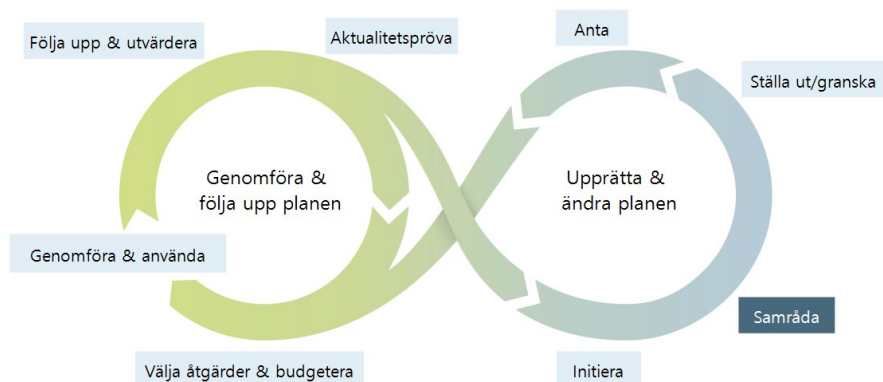 Följa upp & utvärdera
Aktualitetspröva
Anta
Ställa ut/granska
Genomföra &
följa upp planen
Upprätta &
ändra planen
Genomföra & använda
Samråda
Välja åtgärder & budgetera
Initiera